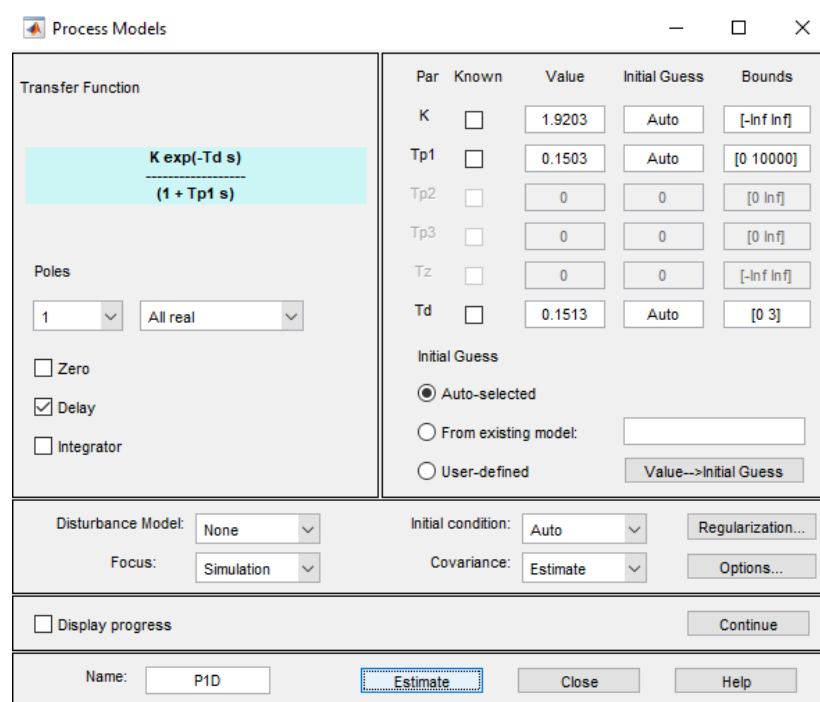 Process Models
Transfer Function
K exp(-Td s)
------------------
(1 + Tp1 s)
Poles
1 All real
Zero
Delay
Integrator
Par Known Value Initial Guess Bounds
K 1.9203 Auto [-Inf Inf]
Tp1 0.1503 Auto [0 10000]
Tp2 0 0 [0 Inf]
Tp3 0 0 [0 Inf]
Tz 0 0 [-Inf Inf]
Td 0.1513 Auto [0 3]
Initial Guess
Auto-selected
From existing model:
User-defined Value-->Initial Guess
Disturbance Model: None Initial condition: Auto Regularization...
Focus: Simulation Covariance: Estimate Options...
Display progress Continue
Name: P1D Estimate Close Help